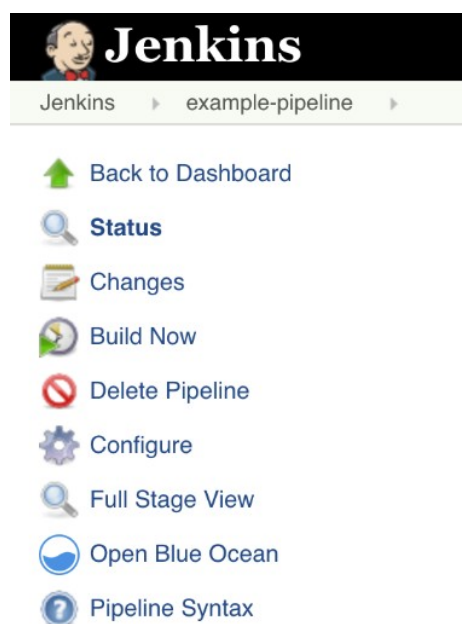 Jenkins
Jenkins example-pipeline
Back to Dashboard
Status
Changes
Build Now
Delete Pipeline
Configure
Full Stage View
Open Blue Ocean
Pipeline Syntax